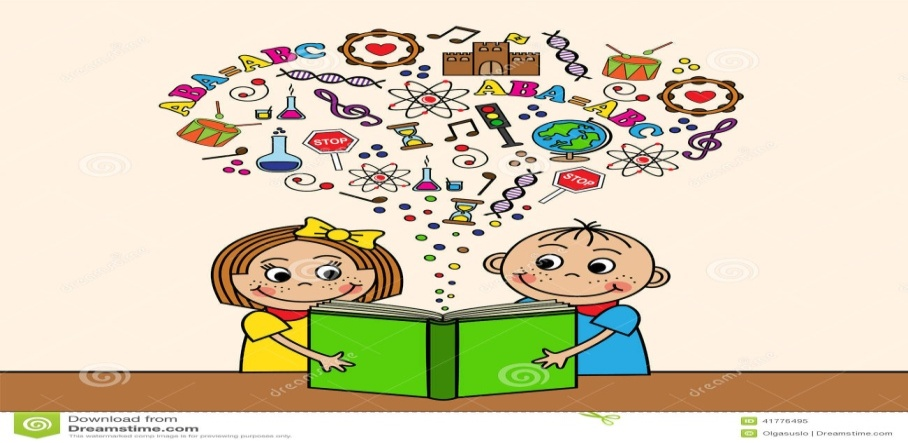 ABA=ABC
ABA=ABC
STOP
STOP
Download from
Dreamstime.com
This watermarked comp image is for previewing purposes only.
ID 41776495
Olgasuslo | Dreamstime.com